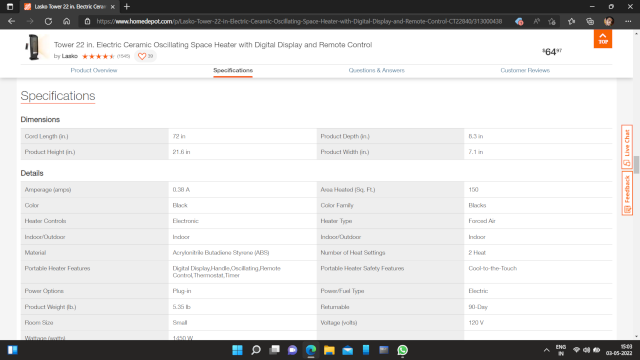 Lasko Tower 22 in. Electric Ceram
https://www.homedepot.com/p/Lasko-Tower-22-in-Electric-Ceramic-Oscillating-Space-Heater-with-Digital-Display-and-Remote-Control-CT22840/313000439
Tower 22 in. Electric Ceramic Oscillating Space Heater with Digital Display and Remote Control
by Lasko (1545) 39
$64.97
TOP
Product Overview Specifications Questions & Answers Customer Reviews
Specifications
Dimensions
Cord Length (in.) 72 in Product Depth (in.) 6.3 in
Product Height (in.) 21.6 in Product Width (in.) 7.1 in
Details
Amperage (amps) 0.38 A Area Heated (Sq. Ft.) 150
Color Black Color Family Blacks
Heater Controls Electronic Heater Type Forced Air
Indoor/Outdoor Indoor Indoor/Outdoor Indoor
Material Acrylonitrile Butadiene Styrene (ABS) Number of Heat Settings 2 Heat
Portable Heater Features Digital Display,Handle,Oscillating,Remote Control,Thermostat,Timer Portable Heater Safety Features Cool-to-the-Touch
Power Options Plug-in Power/Fuel Type Electric
Product Weight (lb.) 5.35 lb Returnable 90-Day
Room Size Small Voltage (volts) 120 V
Wattage (watts) 1430 W
Live Chat
Feedback
ENG
IN
15:03
03-05-2022